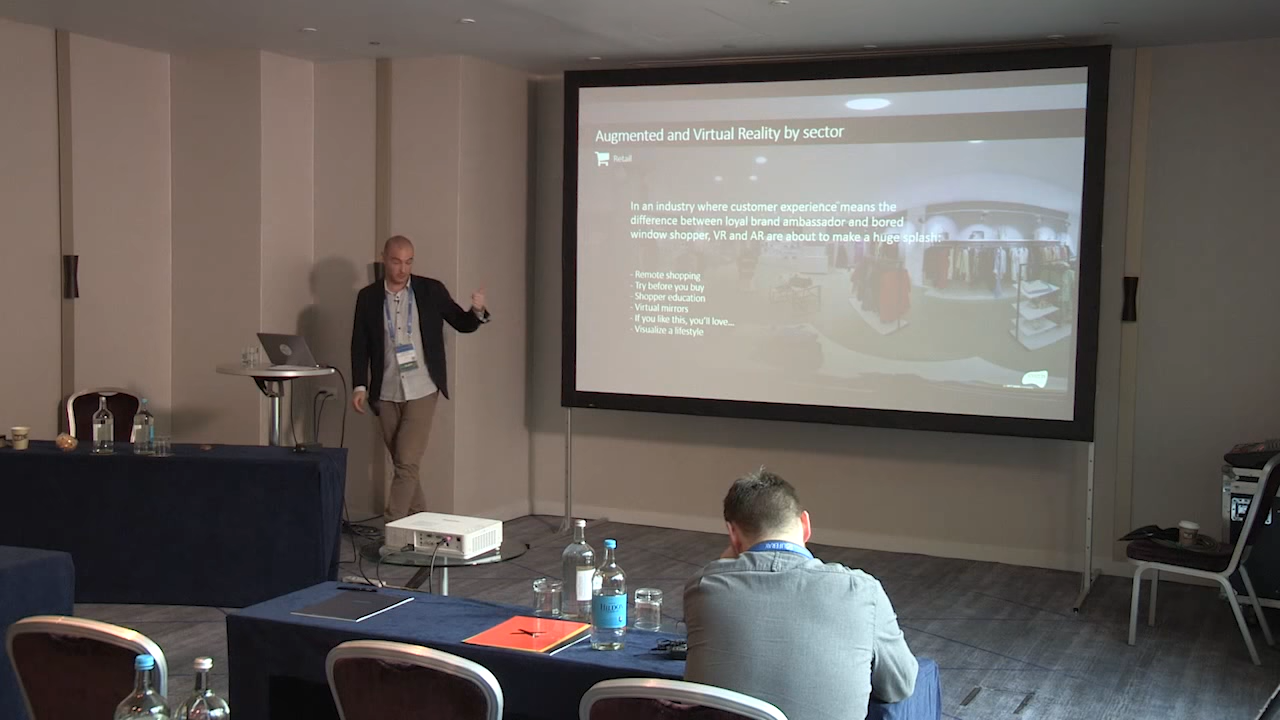 Augmented and Virtual Reality by sector
Retail
In an industry where customer experience means the
difference between loyal brand ambassador and bored
window shopper, VR and AR are about to make a huge splash.
- Remote shopping
- Try before you buy
- Shopper education
- Virtual mirrors
- If you like this, you'll love...
- Visualize a lifestyle
HILDON